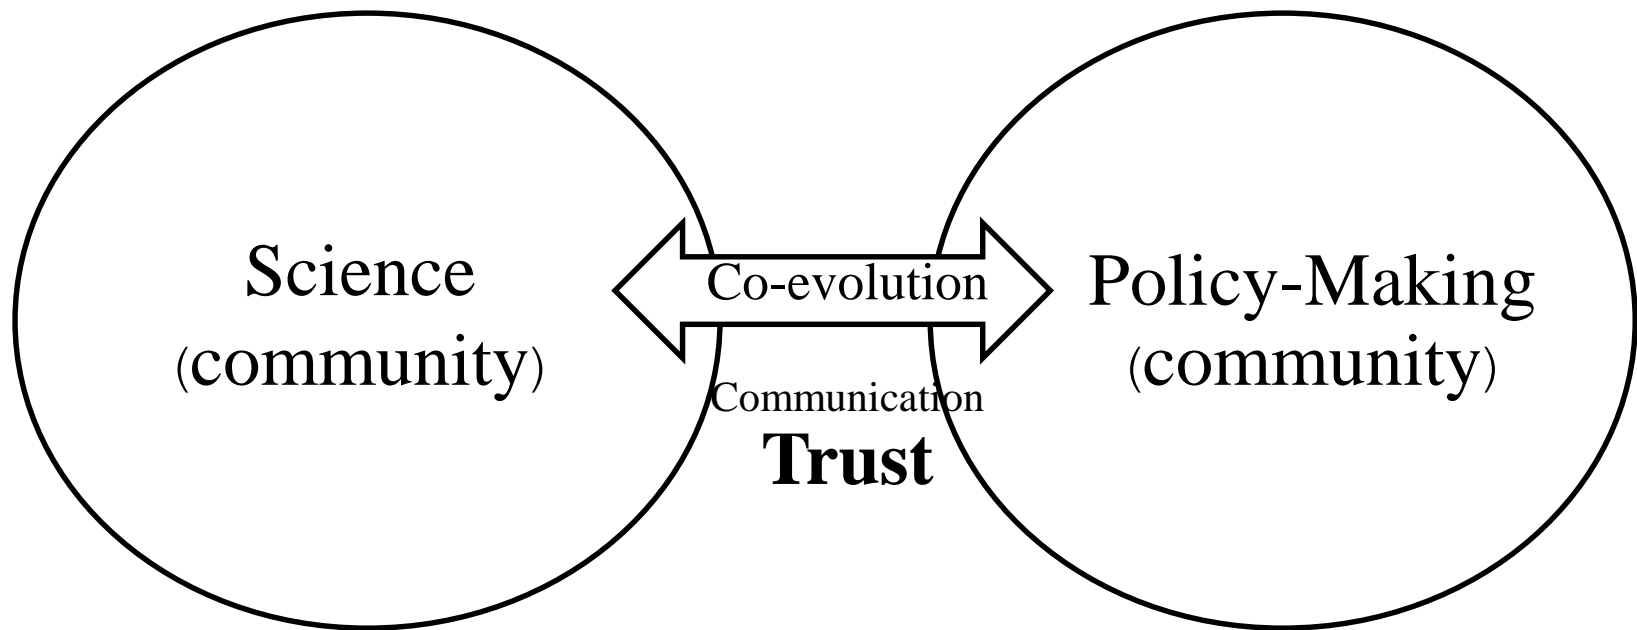 Science
(community)
Co-evolution
Communication
Trust
Policy-Making
(community)